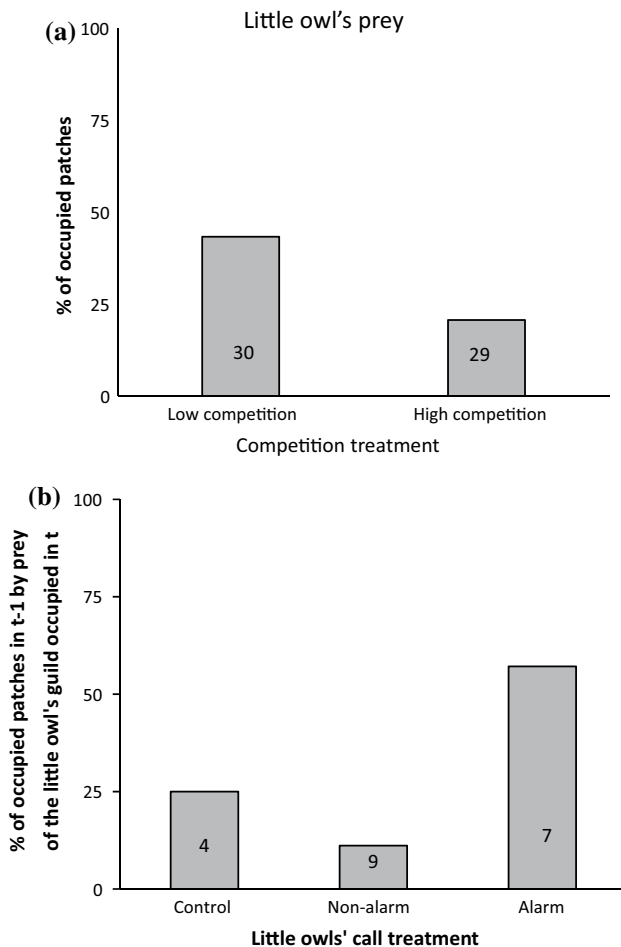 (a)
Little owl's prey
% of occupied patches
100
75
50
25
0
30
29
Low competition
High competition
Competition treatment
(b)
% of occupied patches in t-1 by prey
of the little owl's guild occupied in t
100
75
50
25
0
4
9
7
Control
Non-alarm
Alarm
Little owls' call treatment